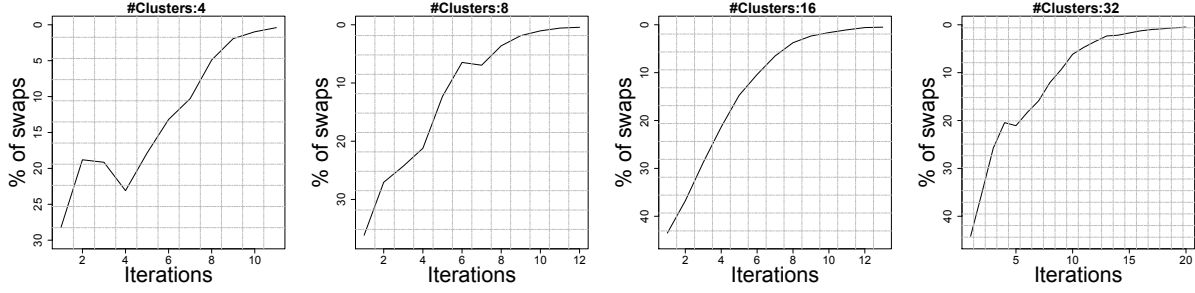 #Clusters:4
% of swaps
0
5
10
15
20
25
30
2 4 6 8 10
Iterations
#Clusters:8
% of swaps
0
10
20
30
2 4 6 8 10 12
Iterations
#Clusters:16
% of swaps
0
10
20
30
40
2 4 6 8 10 12
Iterations
#Clusters:32
% of swaps
0
10
20
30
40
5 10 15 20
Iterations